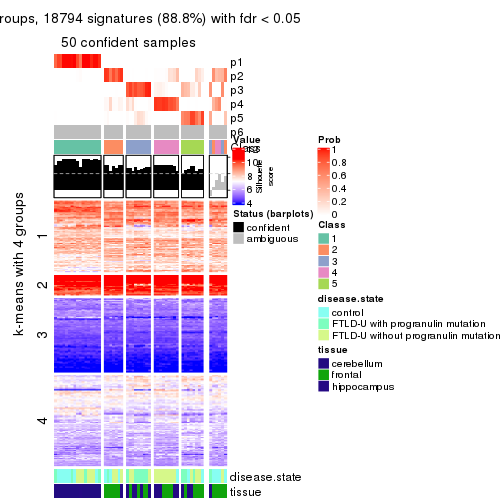 roups, 18794 signatures (88.8%) with fdr < 0.05
50 confident samples
p1
p2
p3
p4
p5
p6
Class
Silhouette
score
k-means with 4 groups
1
2
3
4
disease.state
tissue
Value
10
8
6
4
Status (barplots)
confident
ambiguous
Prob
1
0.8
0.6
0.4
0.2
0
Class
1
2
3
4
5
disease.state
control
FTLD-U with progranulin mutation
FTLD-U without progranulin mutation
tissue
cerebellum
frontal
hippocampus